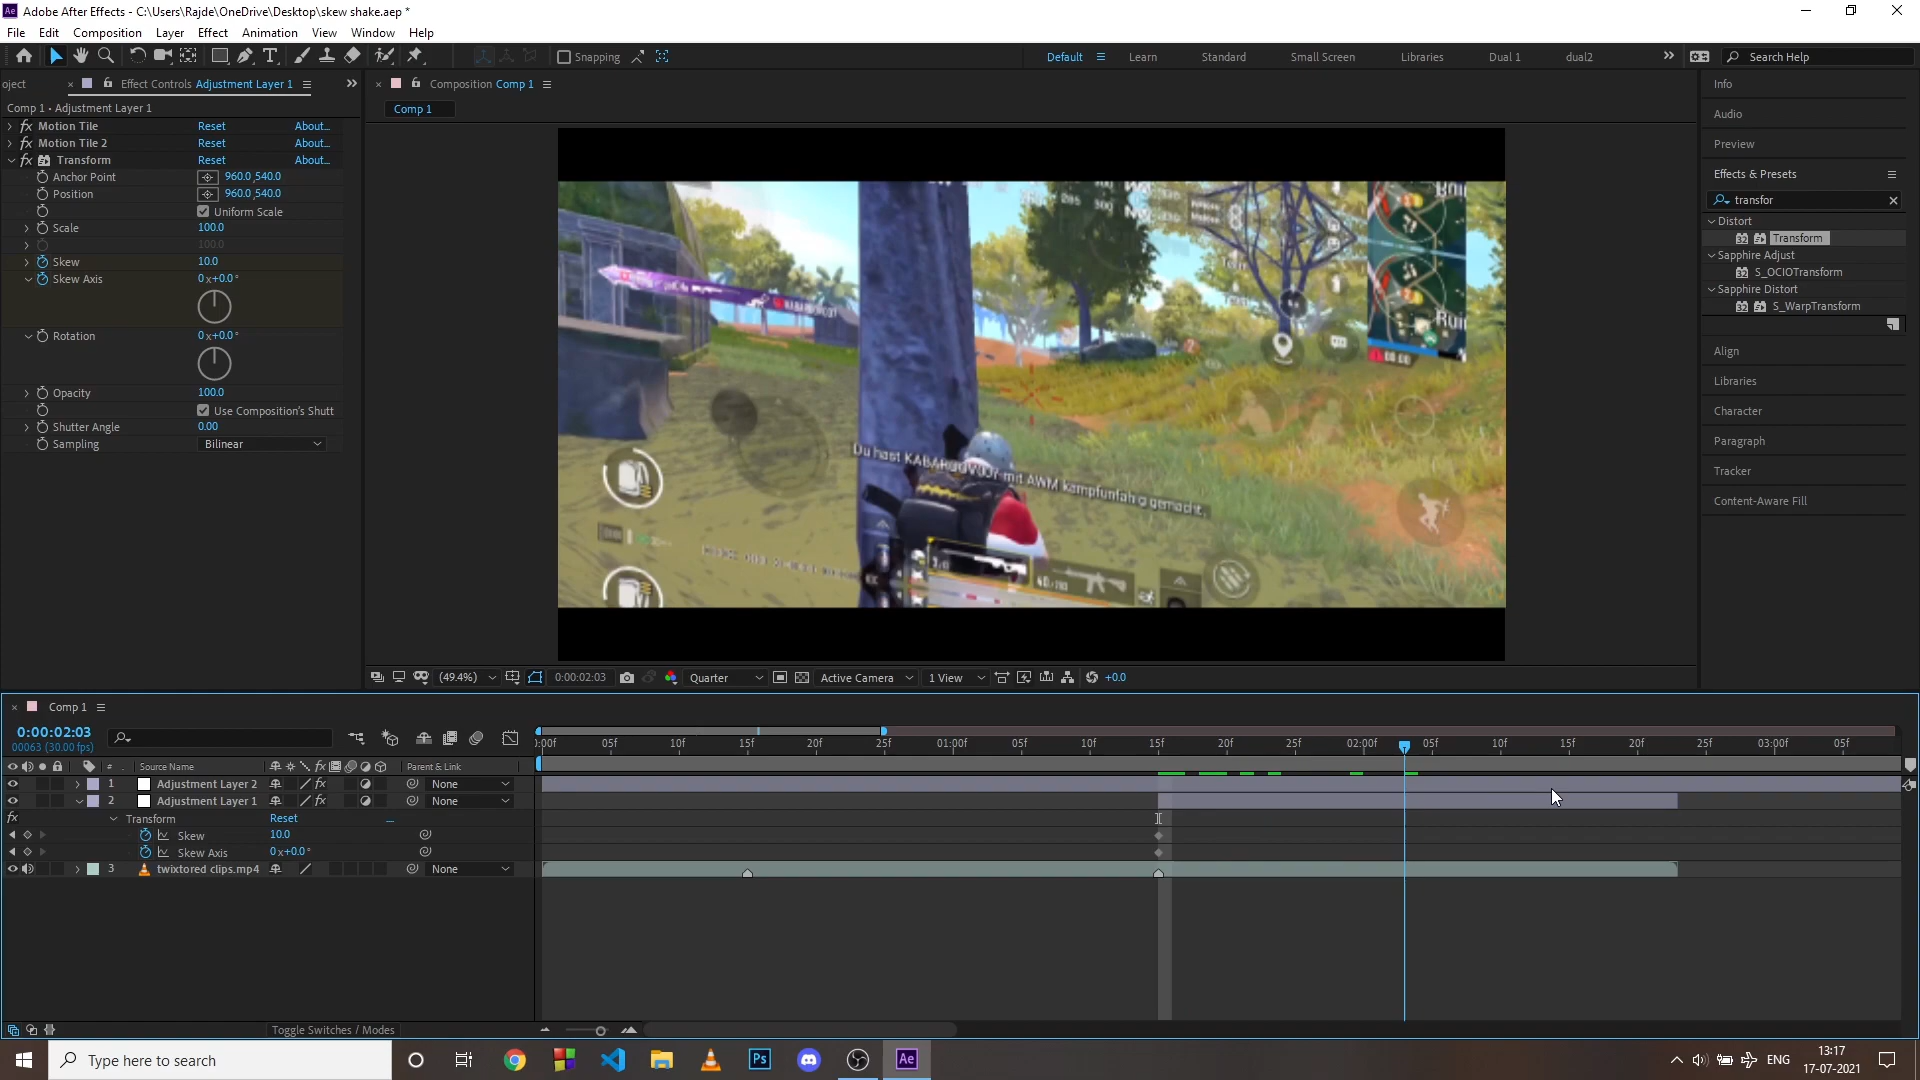 Adobe After Effects - C:\Users\Rajde\OneDrive\Desktop\skew shake.aep *
File Edit Composition Layer Effect Animation View Window Help
Snapping Default Learn Standard Small Screen Libraries Dual 1 dual2 Search Help
oject Effect Controls Adjustment Layer 1 Composition Comp 1 Info
Comp 1 • Adjustment Layer 1 Comp 1
Motion Tile Reset About... Audio
Motion Tile 2 Reset About... Preview
Transform Reset About...
Anchor Point 960.0,540.0 Effects & Presets
Position 960.0,540.0 transfor
Uniform Scale Distort
Scale 100.0 Transform
100.0 Sapphire Adjust
Skew 10.0 S_OCIOTransform
Skew Axis 0x+0.0° Sapphire Distort
S_WarpTransform
Rotation 0x+0.0° Align
Libraries
Opacity 100.0 Character
Use Composition's Shutt
Shutter Angle 0.00 Paragraph
Sampling Bilinear Tracker
Content-Aware Fill
Du hast KABAR mit AWM kampfunfähig gemacht,
(49.4%) 0:00:02:03 Quarter Active Camera 1 View +0.0
Comp 1
0:00:02:03
00063 (30.00 fps)
:00f 05f 10f 15f 20f 25f 01:00f 05f 10f 15f 20f 25f 02:00f 05f 10f 15f 20f 25f 03:00f 05f
# Source Name fx Parent & Link
1 Adjustment Layer 2 fx None
2 Adjustment Layer 1 fx None
fx Transform Reset
Skew 10.0
Skew Axis 0x+0.0°
3 twixtored clips.mp4 None
Toggle Switches / Modes
Type here to search Ps Ae ENG 13:17
17-07-2021